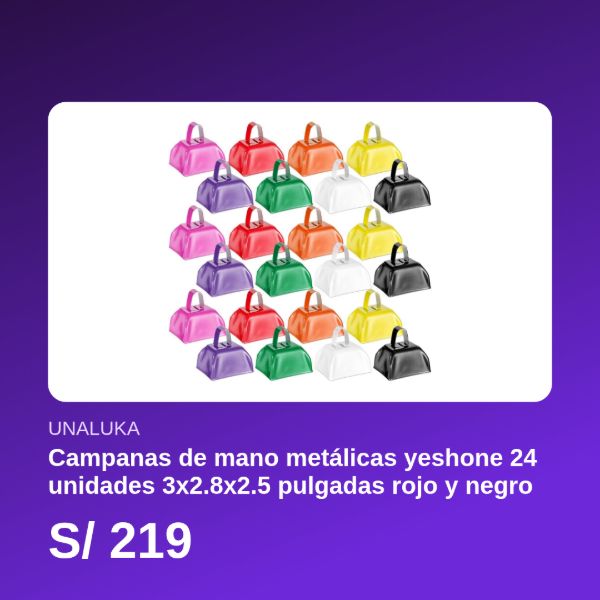 UNALUKA
Campanas de mano metálicas yeshone 24
unidades 3x2.8x2.5 pulgadas rojo y negro
S/ 219